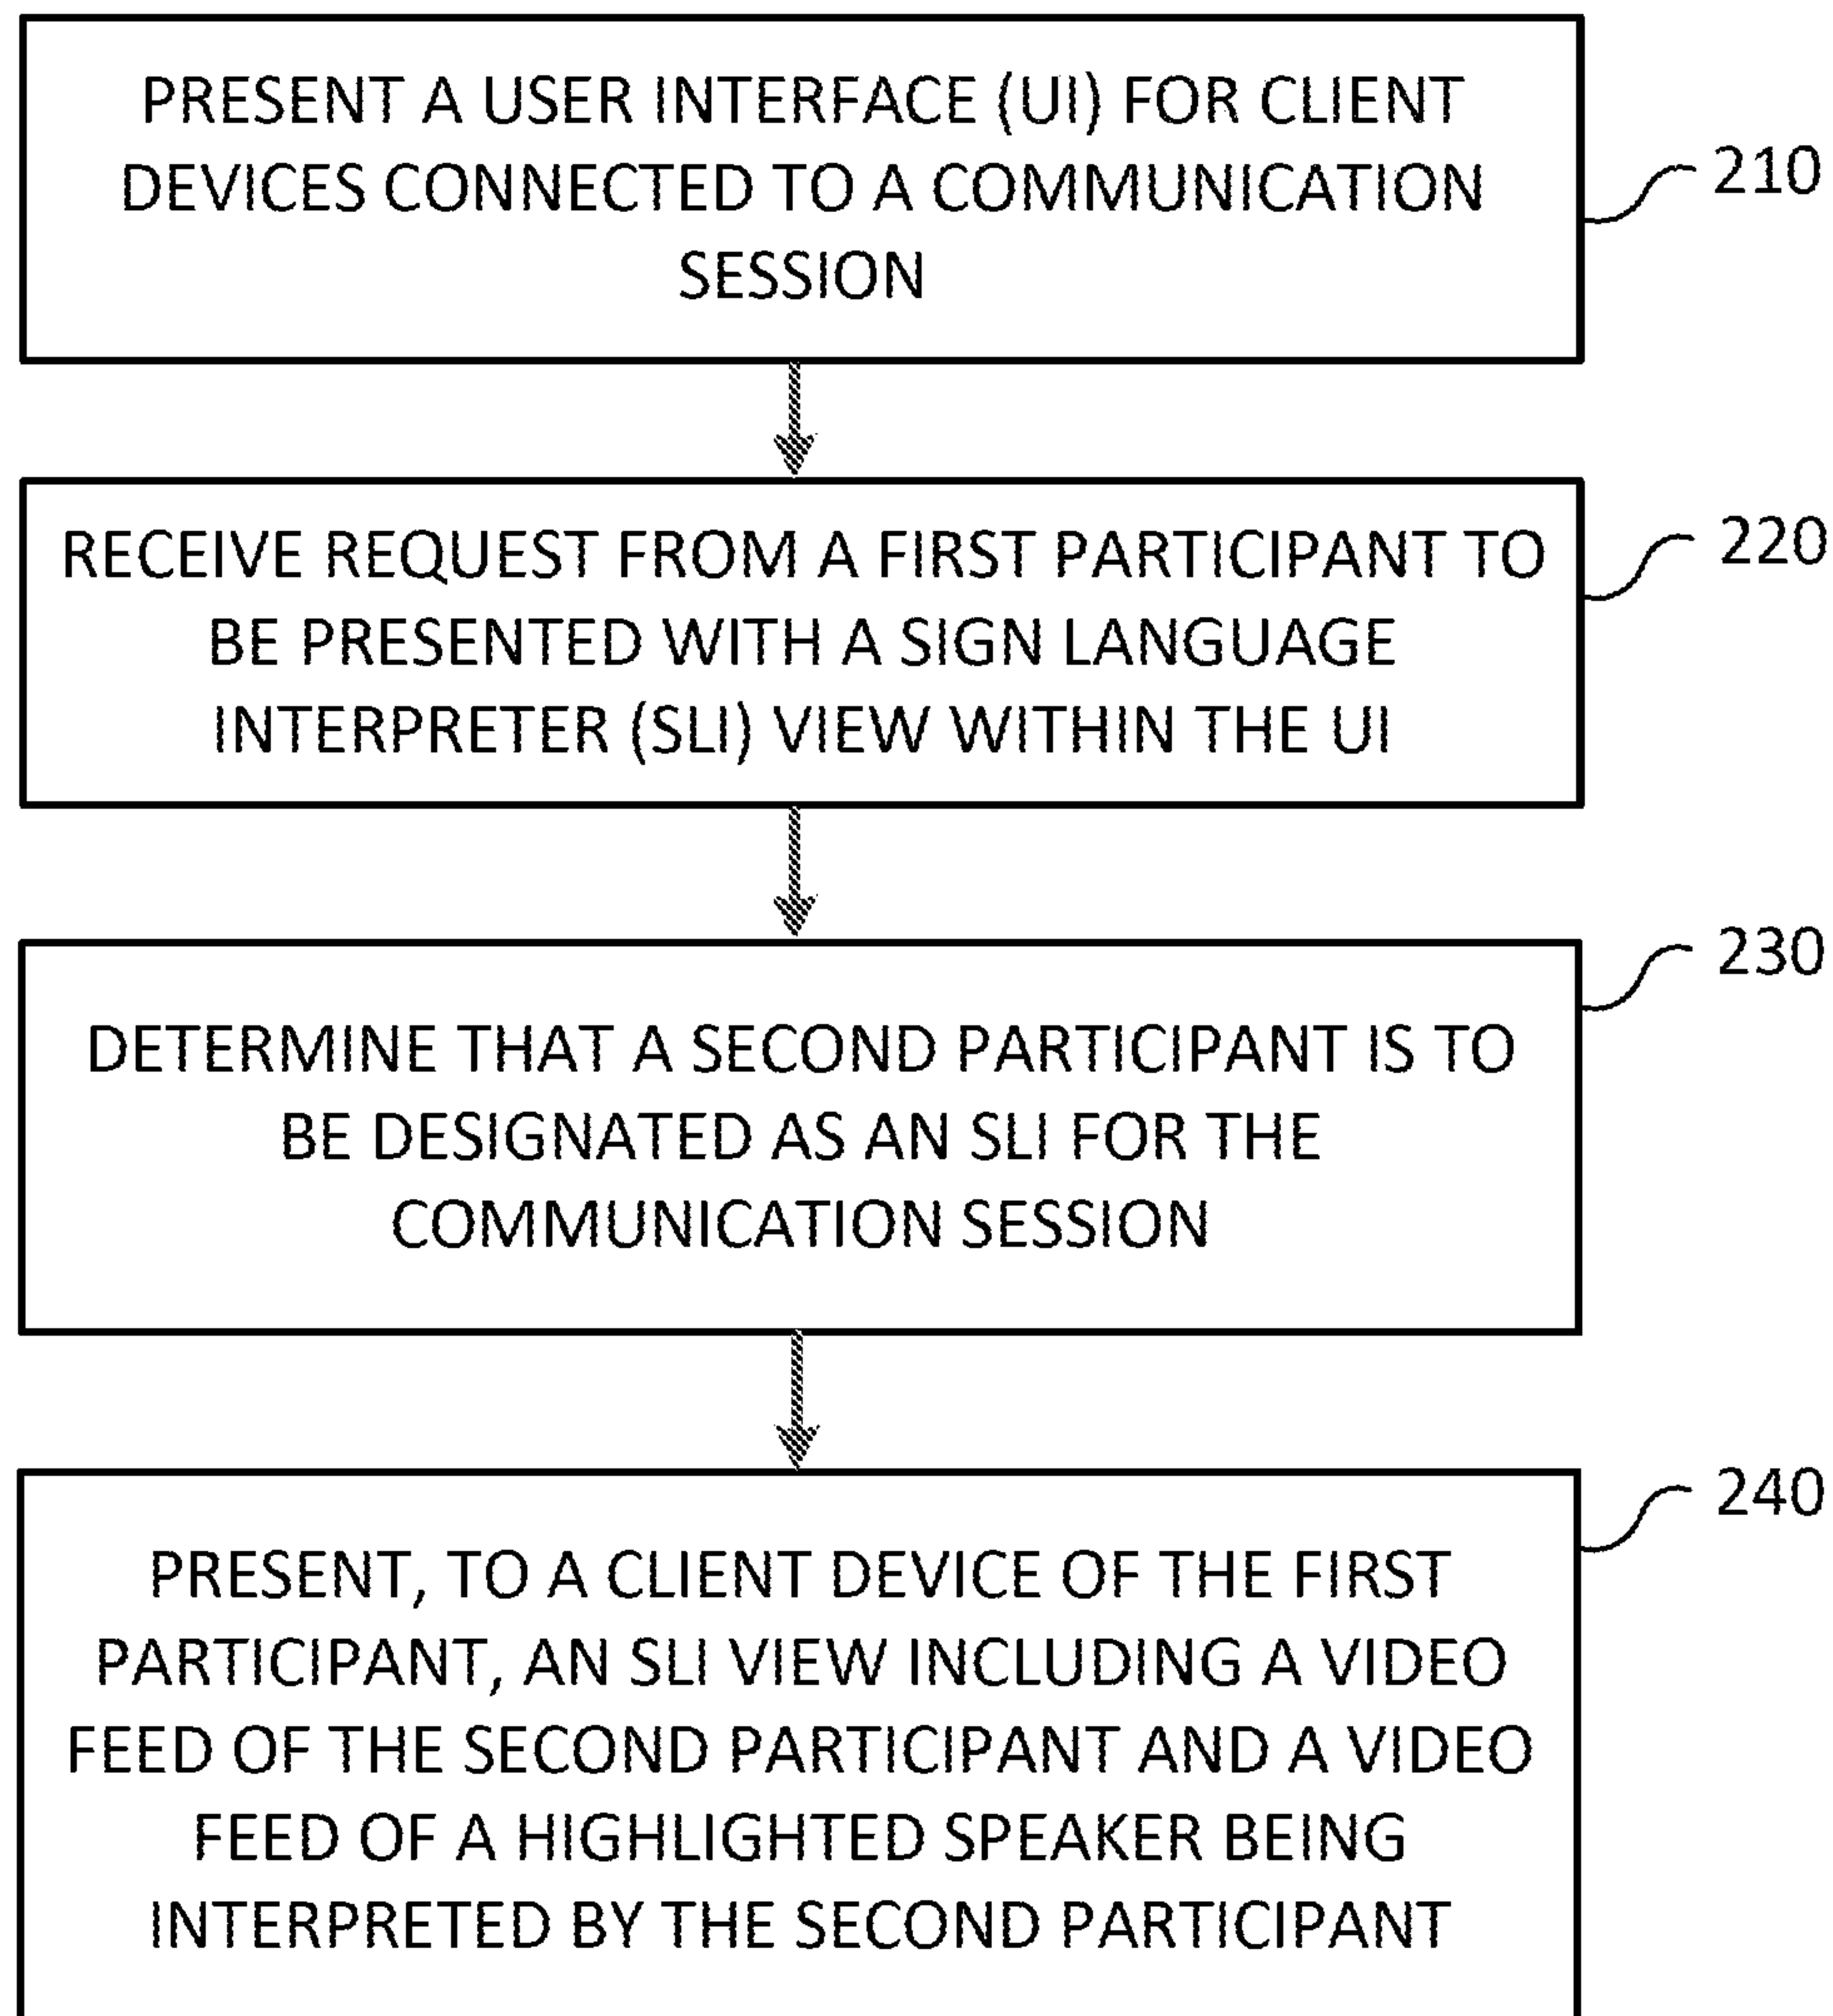 PRESENT A USER INTERFACE (UI) FOR CLIENT
DEVICES CONNECTED TO A COMMUNICATION
SESSION
210
RECEIVE REQUEST FROM A FIRST PARTICIPANT TO
BE PRESENTED WITH A SIGN LANGUAGE
INTERPRETER (SLI) VIEW WITHIN THE UI
220
DETERMINE THAT A SECOND PARTICIPANT IS TO
BE DESIGNATED AS AN SLI FOR THE
COMMUNICATION SESSION
230
PRESENT, TO A CLIENT DEVICE OF THE FIRST
PARTICIPANT, AN SLI VIEW INCLUDING A VIDEO
FEED OF THE SECOND PARTICIPANT AND A VIDEO
FEED OF A HIGHLIGHTED SPEAKER BEING
INTERPRETED BY THE SECOND PARTICIPANT
240